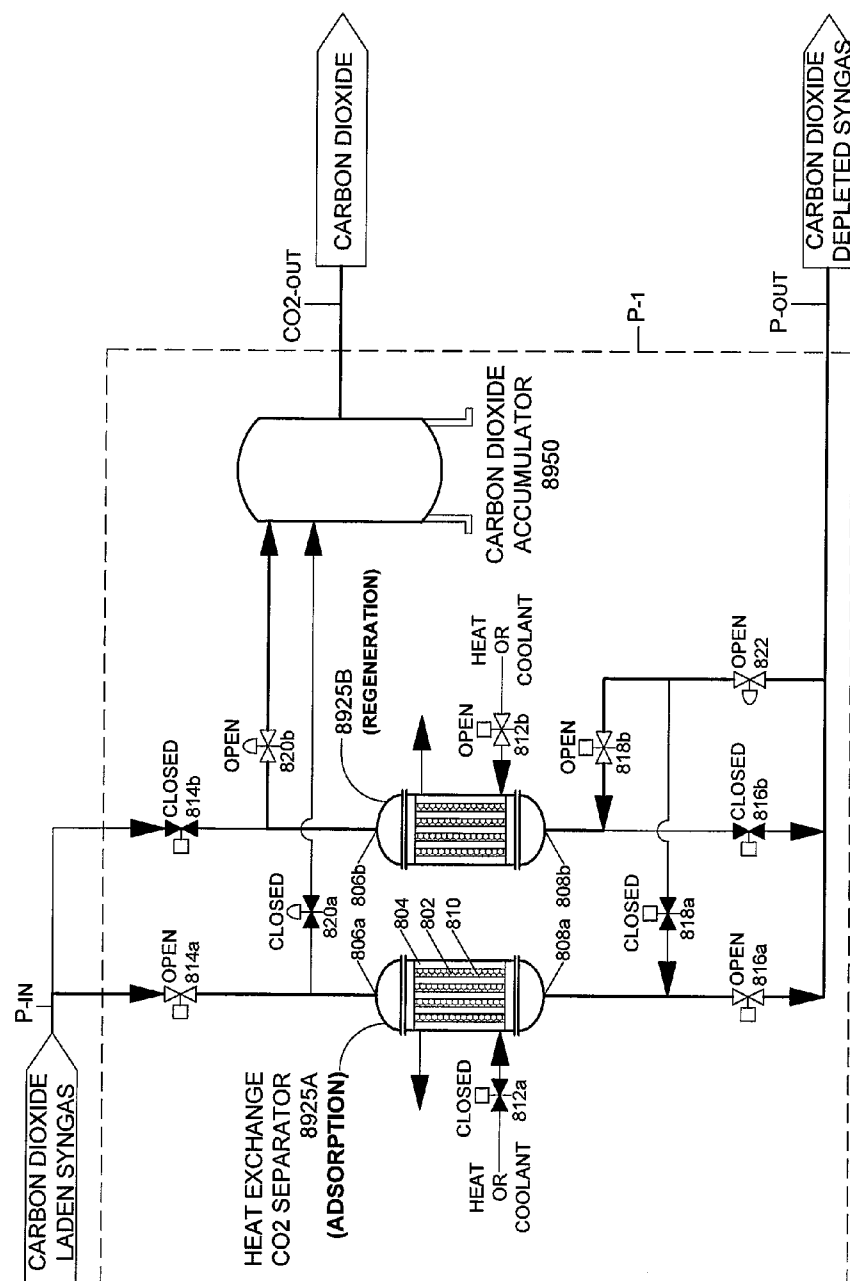 CARBON DIOXIDE
LADEN SYNGAS
P-IN
OPEN
814a
CLOSED
814b
CLOSED
820a
OPEN
820b
HEAT EXCHANGE
CO2 SEPARATOR
8925A
(ADSORPTION)
806a
804
802
810
808a
806b
808b
8925B
(REGENERATION)
CLOSED
812a
HEAT
OR
COOLANT
OPEN
812b
HEAT
OR
COOLANT
CLOSED
818a
OPEN
818b
OPEN
816a
CLOSED
816b
OPEN
822
CARBON DIOXIDE
ACCUMULATOR
8950
CO2-OUT
CARBON DIOXIDE
P-1
P-OUT
CARBON DIOXIDE
DEPLETED SYNGAS